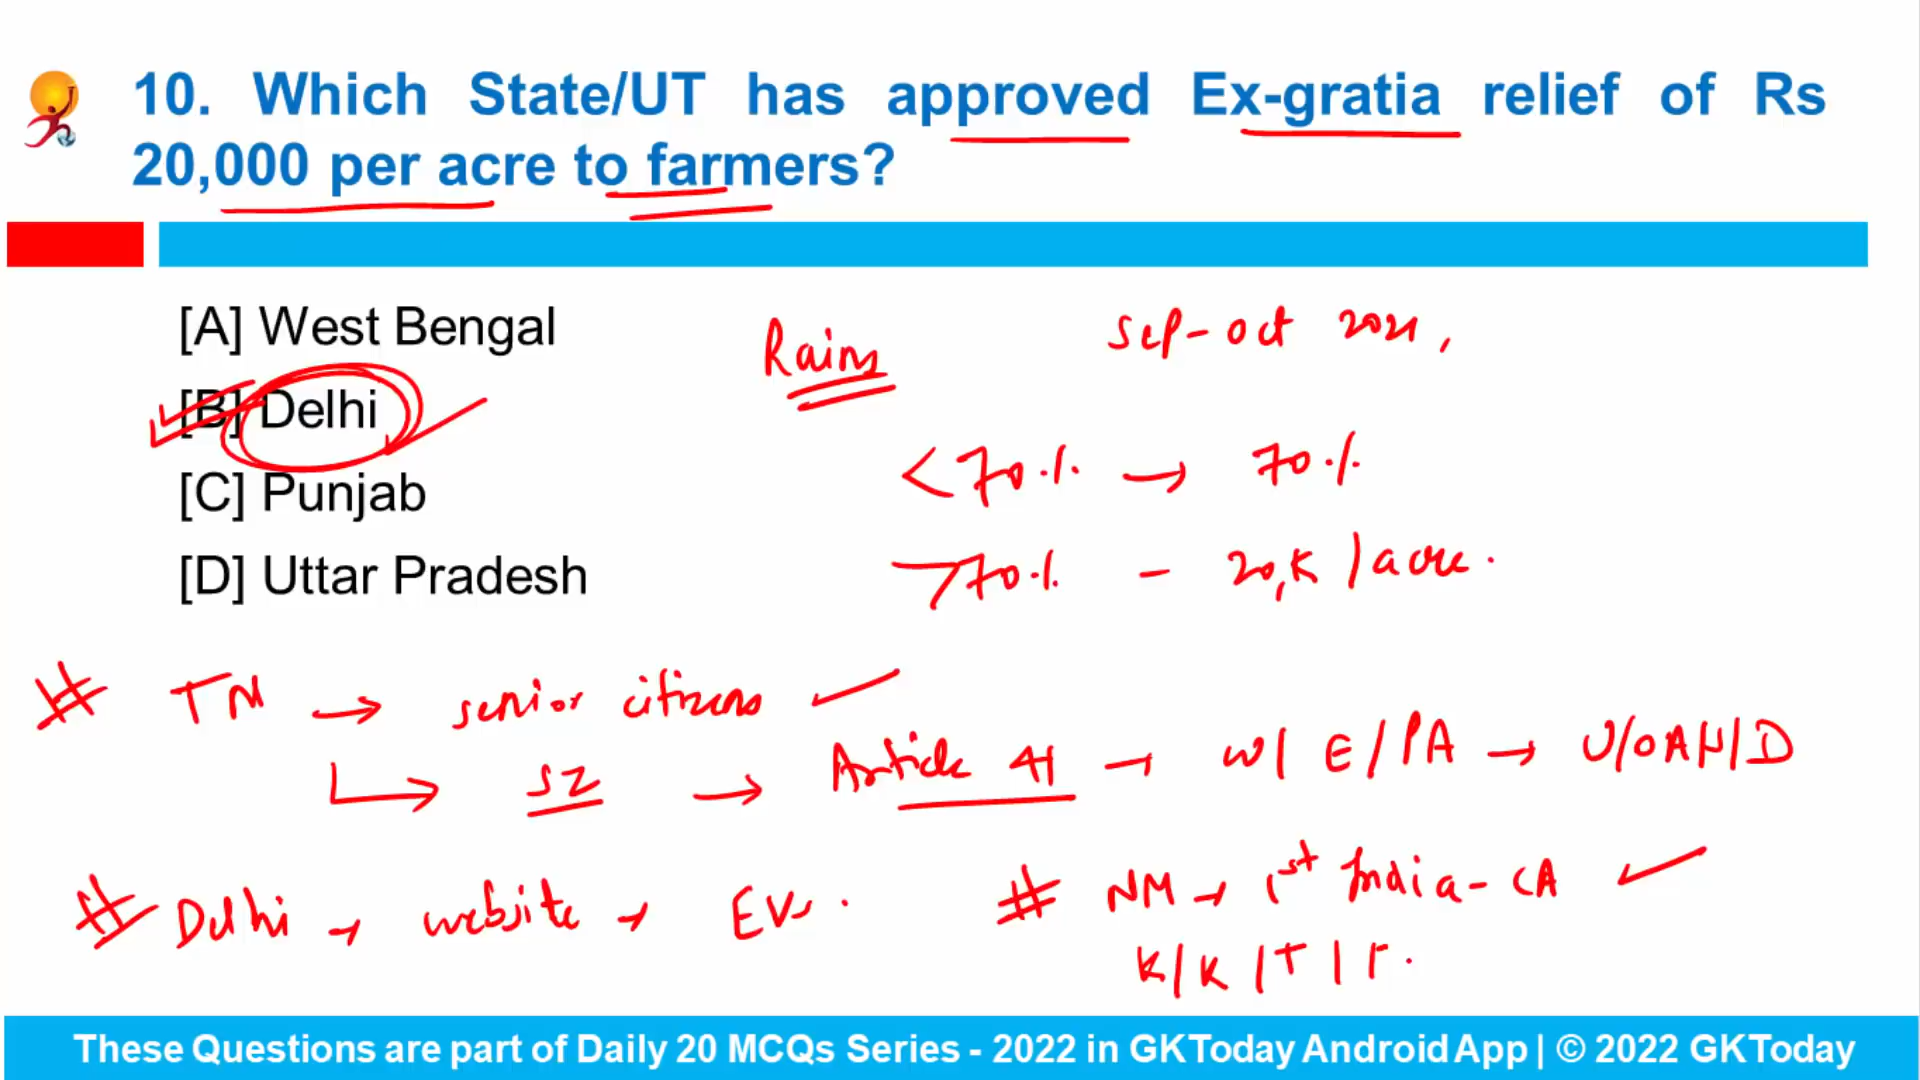 10. Which State/UT has approved Ex-gratia relief of Rs
20,000 per acre to farmers?
[A] West Bengal
[B] Delhi
[C] Punjab
[D] Uttar Pradesh
Rains
Sep-Oct 2021,
<70% → 70%
>70% - 20,K/acre.
# TN → senior citizens ✓
↳ SZ → Article 41 → W/E/PA → U/OA/D
# Delhi → website → EVs.
# NM → 1st India-CA ✓
K/K/T/
These Questions are part of Daily 20 MCQs Series - 2022 in GKToday Android App| © 2022 GKToday